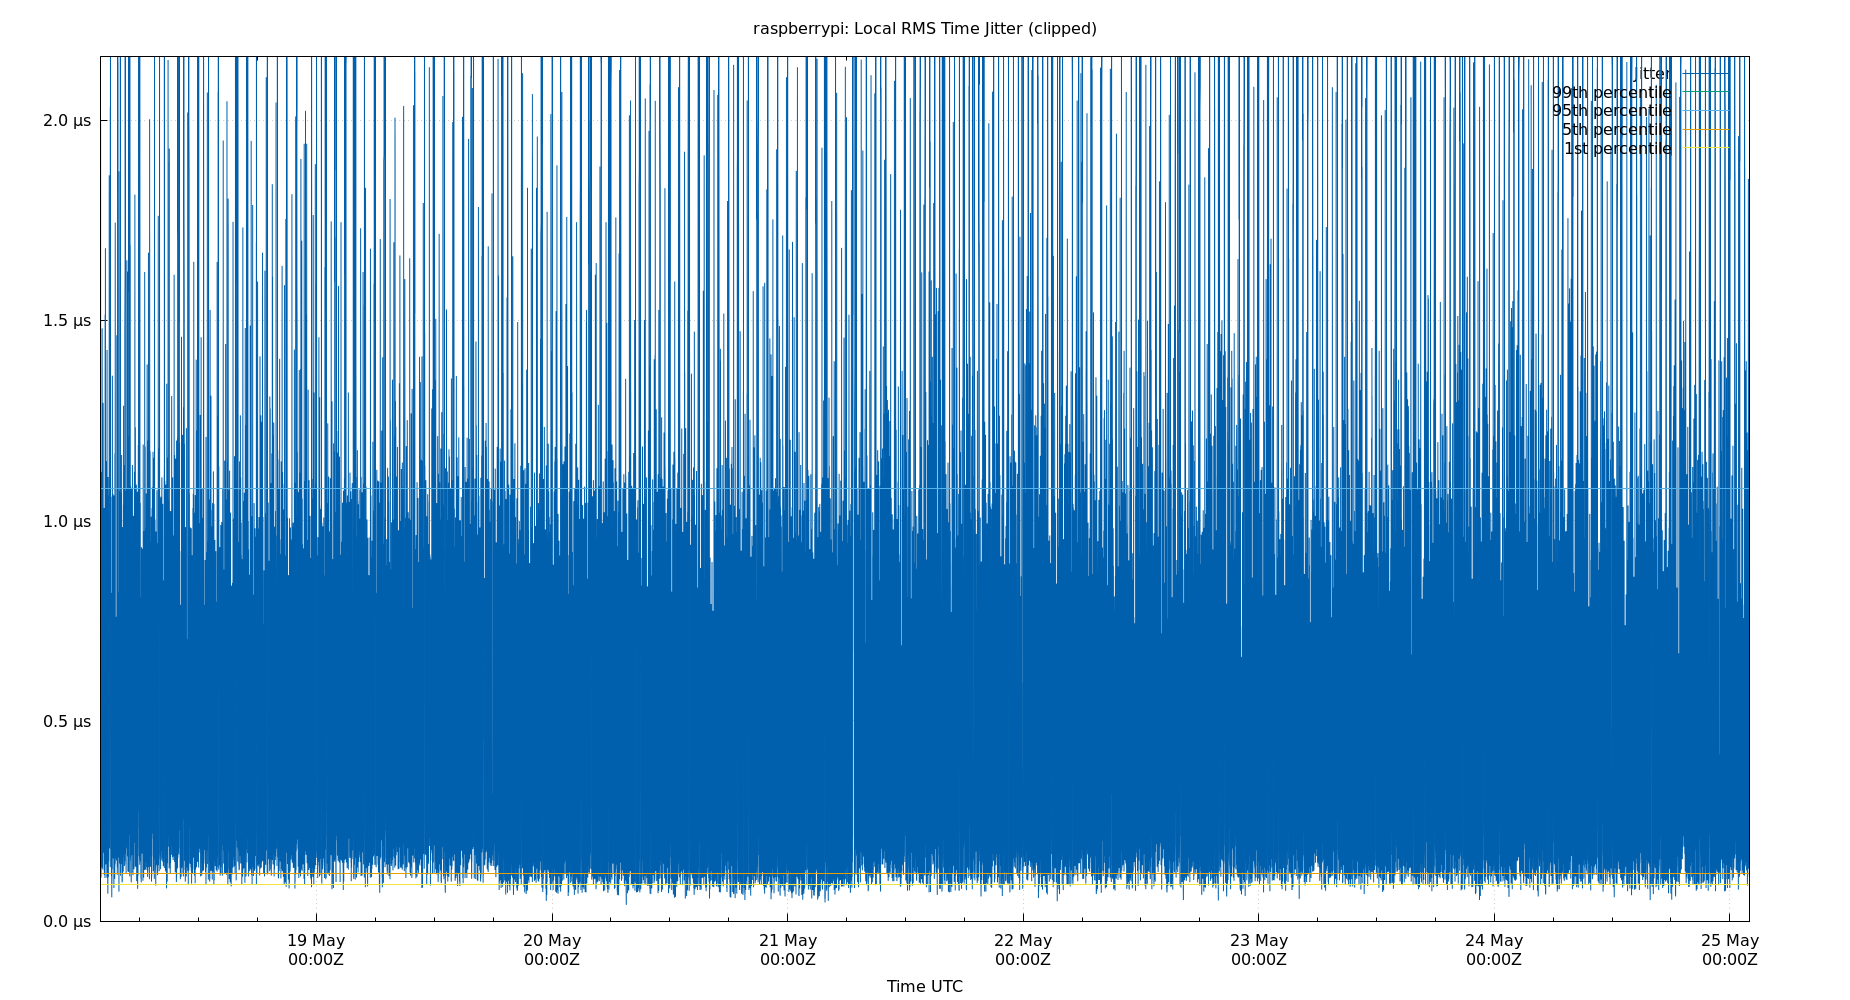 raspberrypi: Local RMS Time Jitter (clipped)
jitter
99th percentile
95th percentile
5th percentile
1st percentile
2.0 µs
1.5 µs
1.0 µs
0.5 µs
0.0 µs
19 May 20 May 21 May 22 May 23 May 24 May 25 May
00:00Z 00:00Z 00:00Z 00:00Z 00:00Z 00:00Z 00:00Z
Time UTC